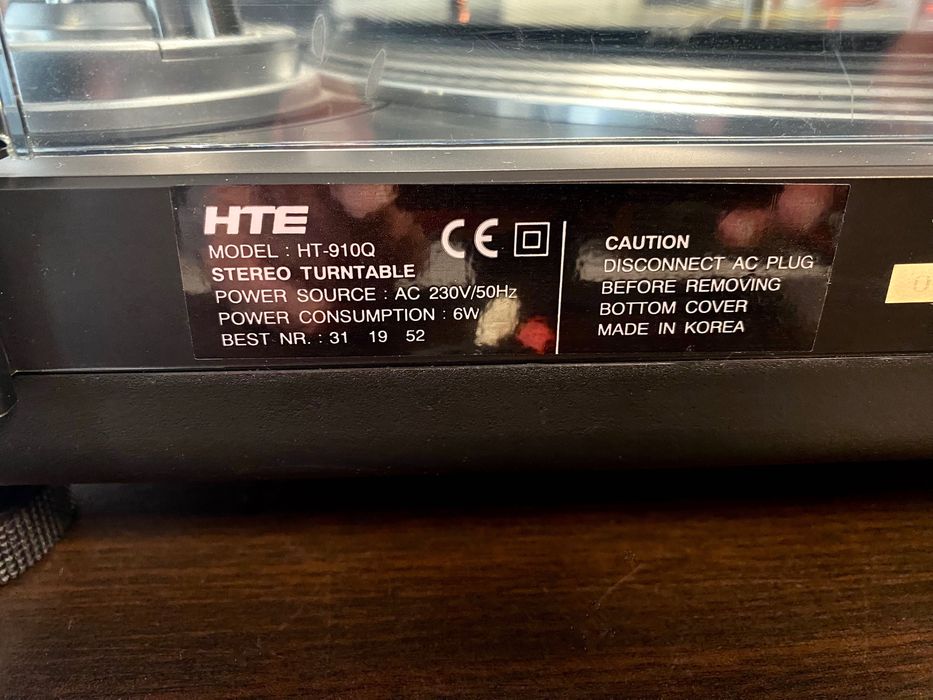 HTE
MODEL : HT-910Q
STEREO TURNTABLE
POWER SOURCE : AC 230V/50Hz
POWER CONSUMPTION : 6W
BEST NR. : 31 19 52
CE
CAUTION
DISCONNECT AC PLUG
BEFORE REMOVING
BOTTOM COVER
MADE IN KOREA